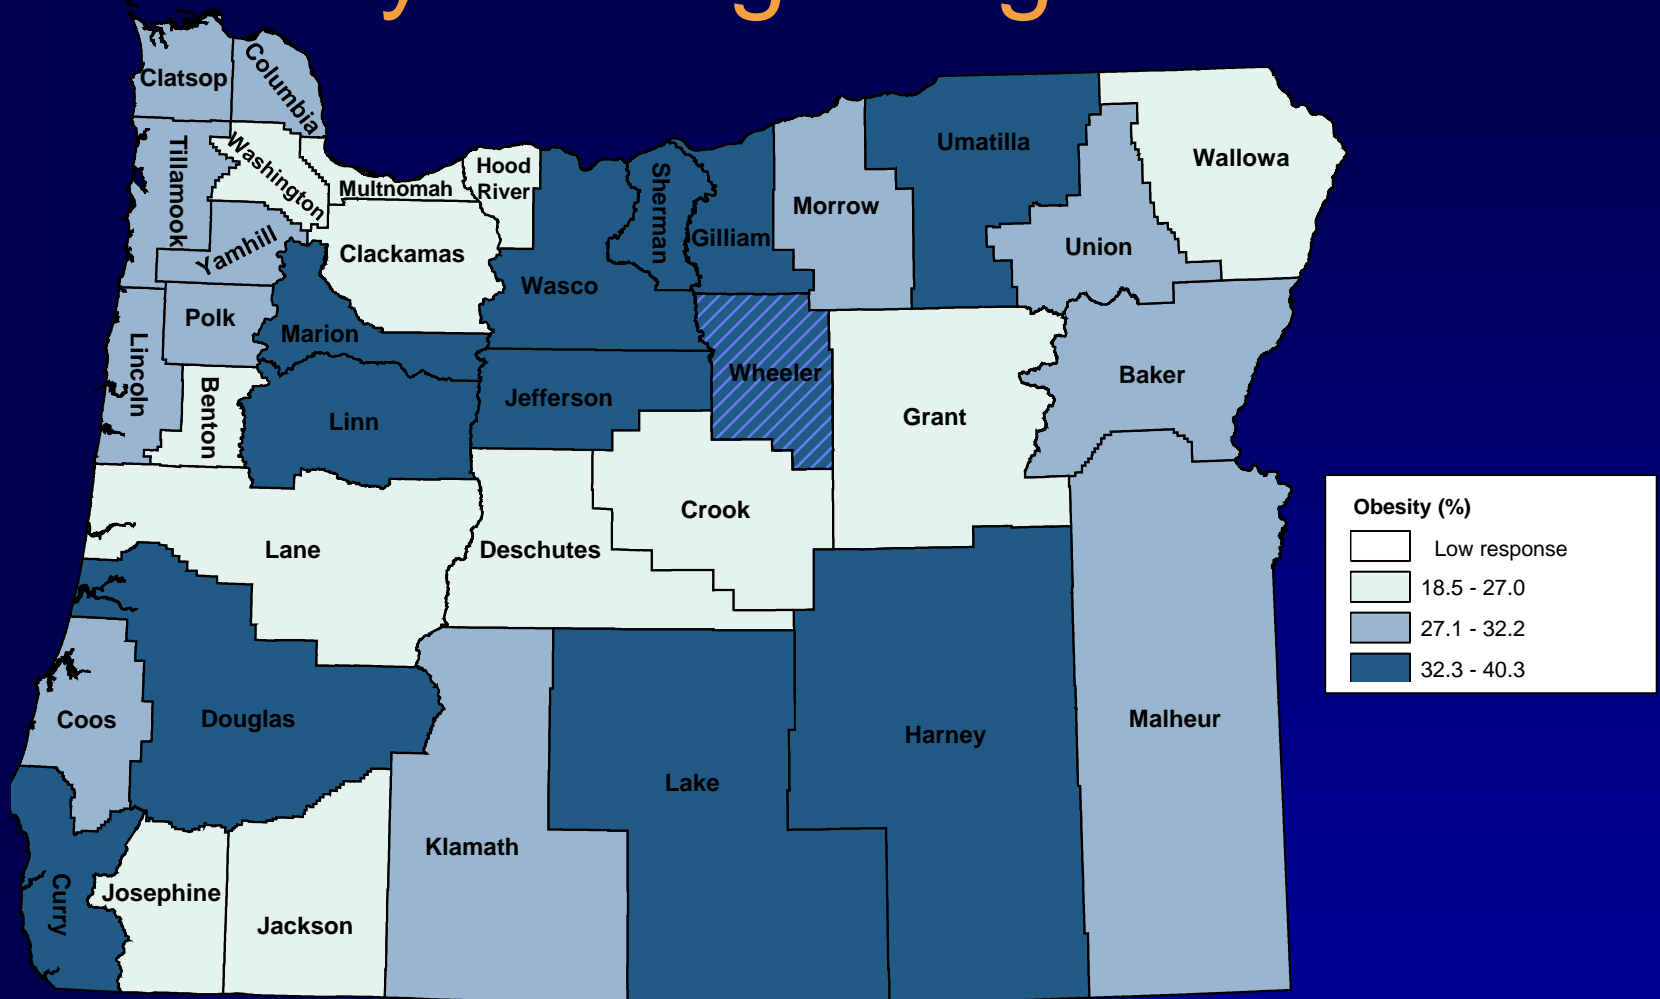 Clatsop
Columbia
Tillamook
Washington
Multnomah
Hood
River
Yamhill
Clackamas
Wasco
Sherman
Gilliam
Morrow
Umatilla
Union
Wallowa
Polk
Marion
Lincoln
Benton
Linn
Jefferson
Wheeler
Grant
Baker
Lane
Deschutes
Crook
Coos
Douglas
Klamath
Lake
Harney
Malheur
Curry
Josephine
Jackson
Obesity (%)
Low response
18.5 - 27.0
27.1 - 32.2
32.3 - 40.3